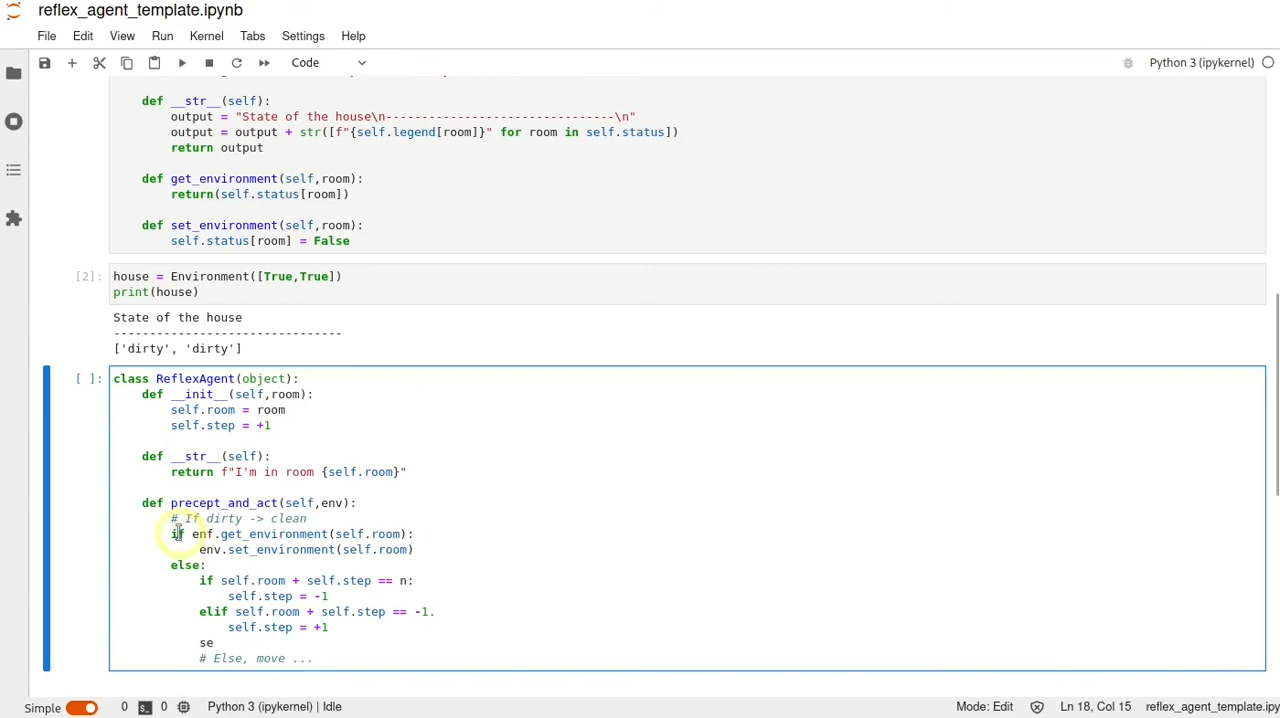 reflex_agent_template.ipynb
File Edit View Run Kernel Tabs Settings Help
Code Python 3 (ipykernel)
def __str__(self):
output = "State of the house\n-------------------------------\n"
output = output + str([f"{self.legend[room]}" for room in self.status])
return output
def get_environment(self,room):
return(self.status[room])
def set_environment(self,room):
self.status[room] = False
[2]: house = Environment([True,True])
print(house)
State of the house
-------------------------------
['dirty', 'dirty']
[ ]: class ReflexAgent(object):
def __init__(self,room):
self.room = room
self.step = +1
def __str__(self):
return f"I'm in room {self.room}"
def precept_and_act(self,env):
# If dirty -> clean
if enf.get_environment(self.room):
env.set_environment(self.room)
else:
if self.room + self.step == n:
self.step = -1
elif self.room + self.step == -1.
self.step = +1
se
# Else, move ...
Simple 0 0 Python 3 (ipykernel) | Idle Mode: Edit Ln 18, Col 15 reflex_agent_template.ipy